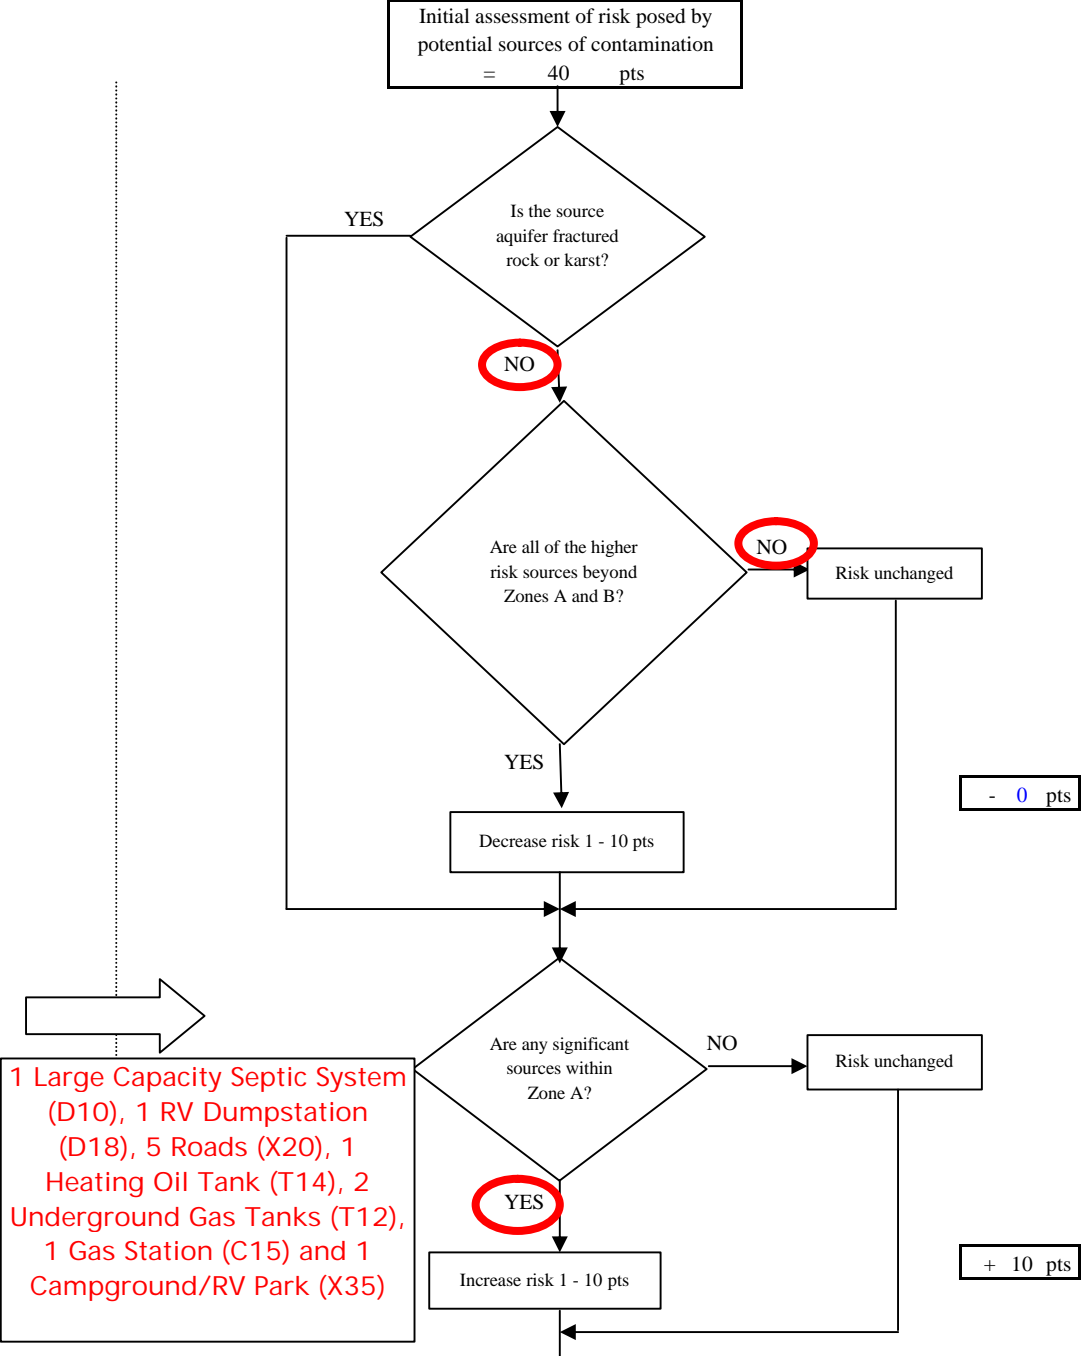 Initial assessment of risk posed by
potential sources of contamination
= 40 pts
Is the source
aquifer fractured
rock or karst?
YES
NO
Are all of the higher
risk sources beyond
Zones A and B?
NO
Risk unchanged
YES
- 0 pts
Decrease risk 1 - 10 pts
Are any significant
sources within
Zone A?
NO
Risk unchanged
1 Large Capacity Septic System
(D10), 1 RV Dumpstation
(D18), 5 Roads (X20), 1
Heating Oil Tank (T14), 2
Underground Gas Tanks (T12),
1 Gas Station (C15) and 1
Campground/RV Park (X35)
YES
Increase risk 1 - 10 pts
+ 10 pts